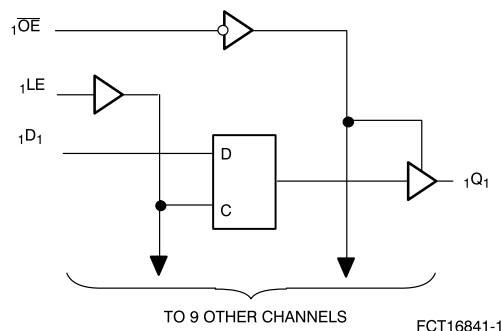 1OE
1LE
1D1
D
C
1Q1
TO 9 OTHER CHANNELS
FCT16841-1